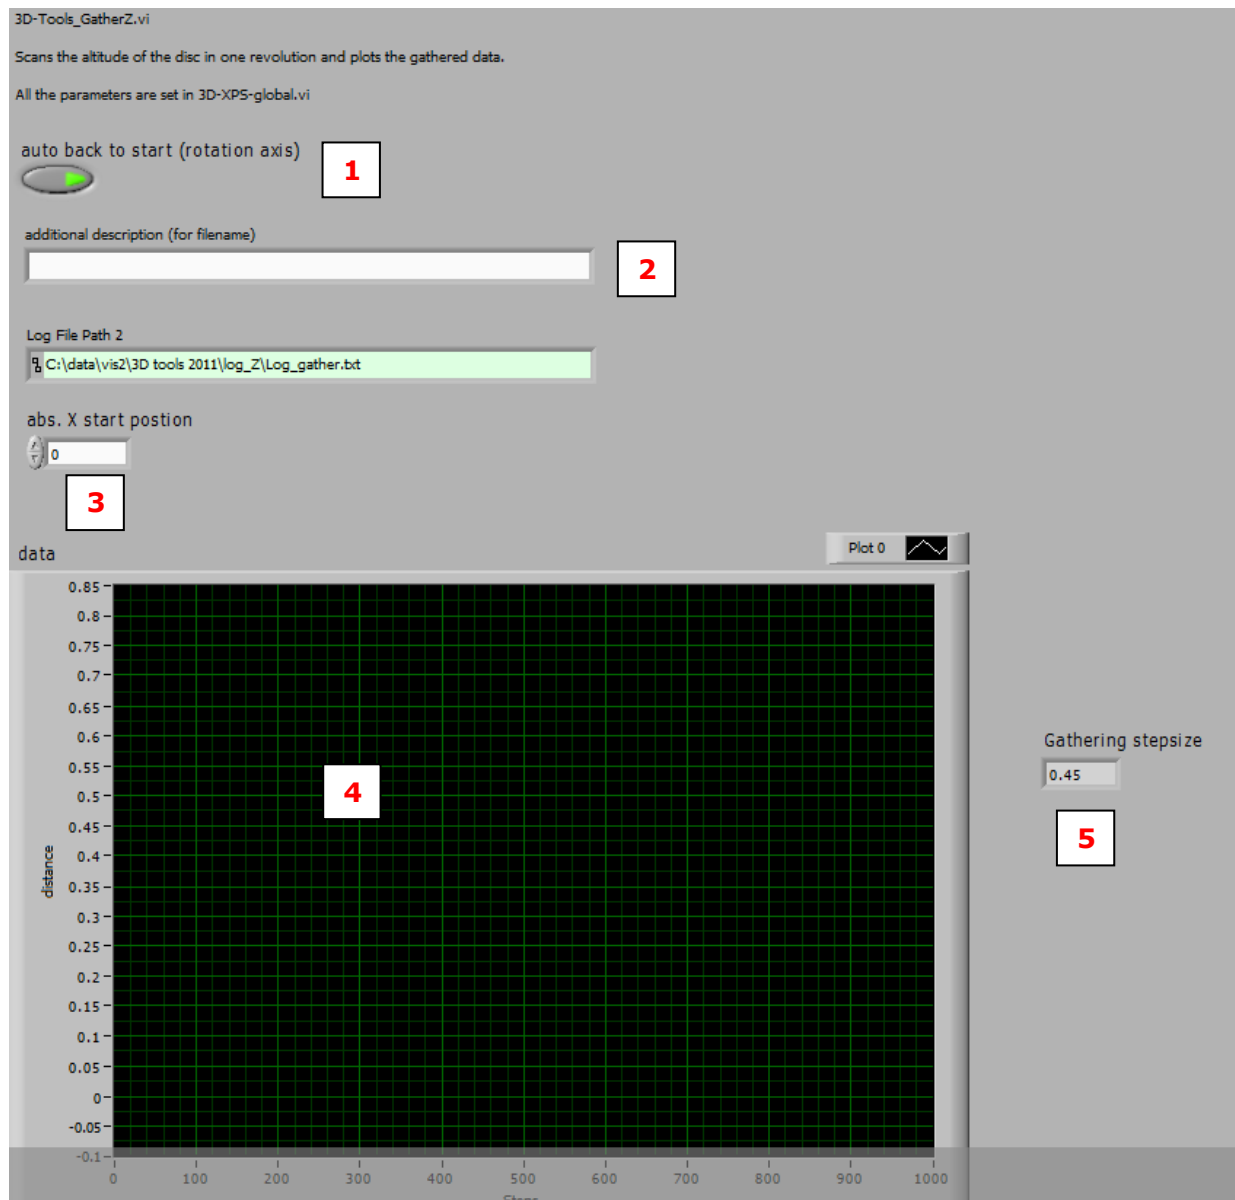 3D-Tools_GatherZ.vi
Scans the altitude of the disc in one revolution and plots the gathered data.
All the parameters are set in 3D-XPS-global.vi
auto back to start (rotation axis)
1
additional description (for filename)
2
Log File Path 2
C:\data\vis2\3D tools 2011\log_Z\Log_gather.txt
abs. X start postion
0
3
data
Plot 0
0.85
0.8
0.75
0.7
0.65
0.6
0.55
0.5
0.45
0.4
0.35
0.3
0.25
0.2
0.15
0.1
0.05
0
-0.05
-0.1
distance
4
Gathering stepsize
0.45
5
0 100 200 300 400 500 600 700 800 900 1000